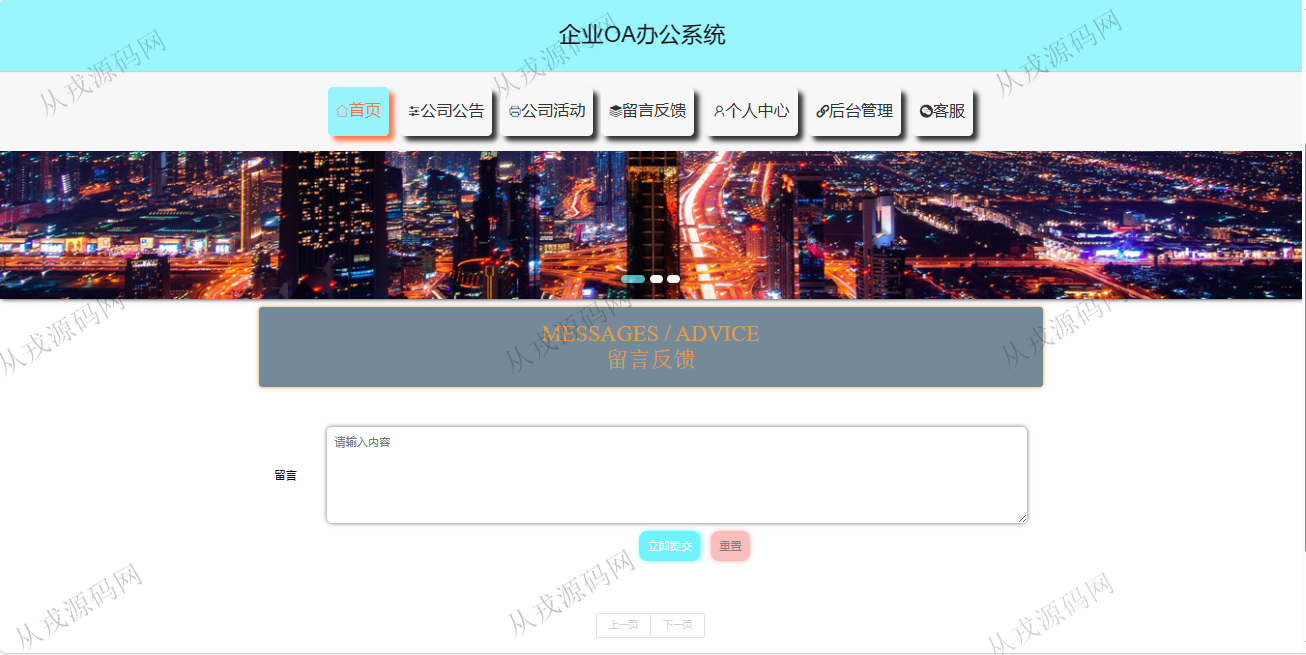 企业OA办公系统
首页 公司公告 公司活动 留言反馈 个人中心 后台管理 客服
MESSAGES / ADVICE
留言反馈
请输入内容
留言
立即提交 重置
上一页 下一页
从戎源码网
从戎源码网
从戎源码网
从戎源码网
从戎源码网
从戎源码网
从戎源码网
从戎源码网
从戎源码网